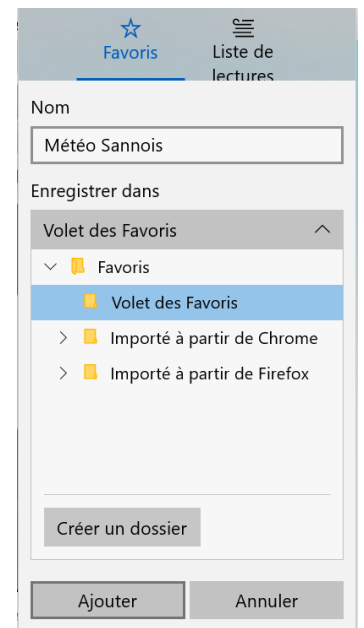 Favoris
Liste de
lectures
Nom
Météo Sannois
Enregistrer dans
Volet des Favoris
Favoris
Volet des Favoris
Importé à partir de Chrome
Importé à partir de Firefox
Créer un dossier
Ajouter
Annuler